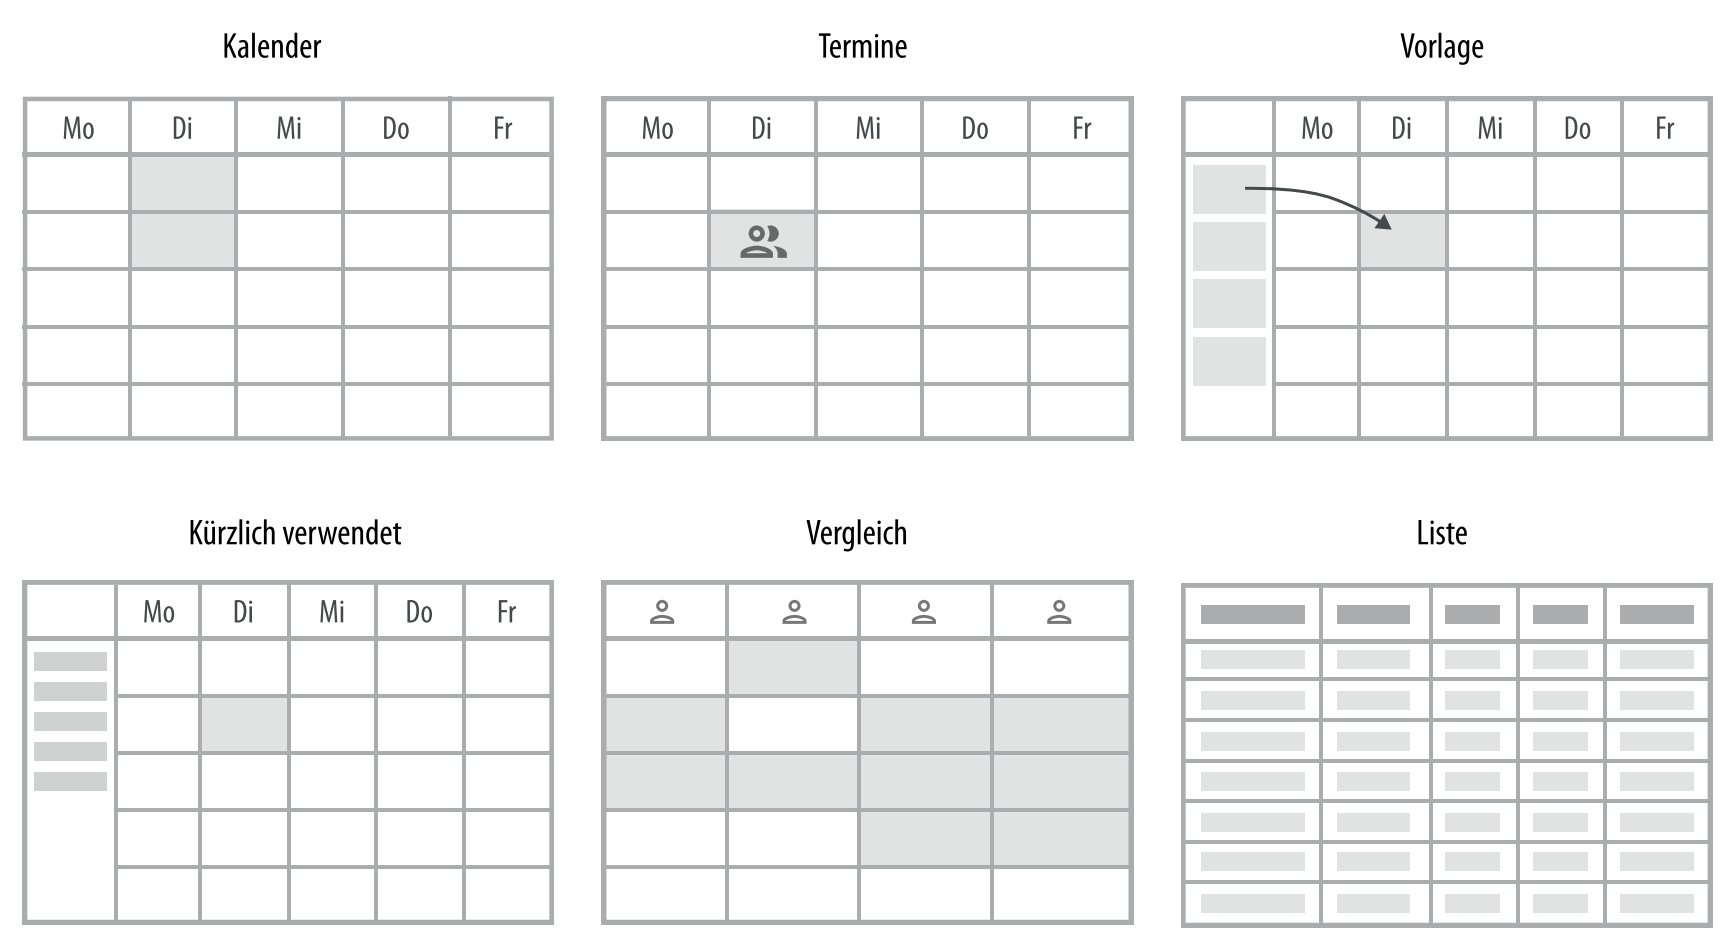 Kalender
Mo Di Mi Do Fr
Termine
Mo Di Mi Do Fr
Vorlage
Mo Di Mi Do Fr
Kürzlich verwendet
Mo Di Mi Do Fr
Vergleich
Liste